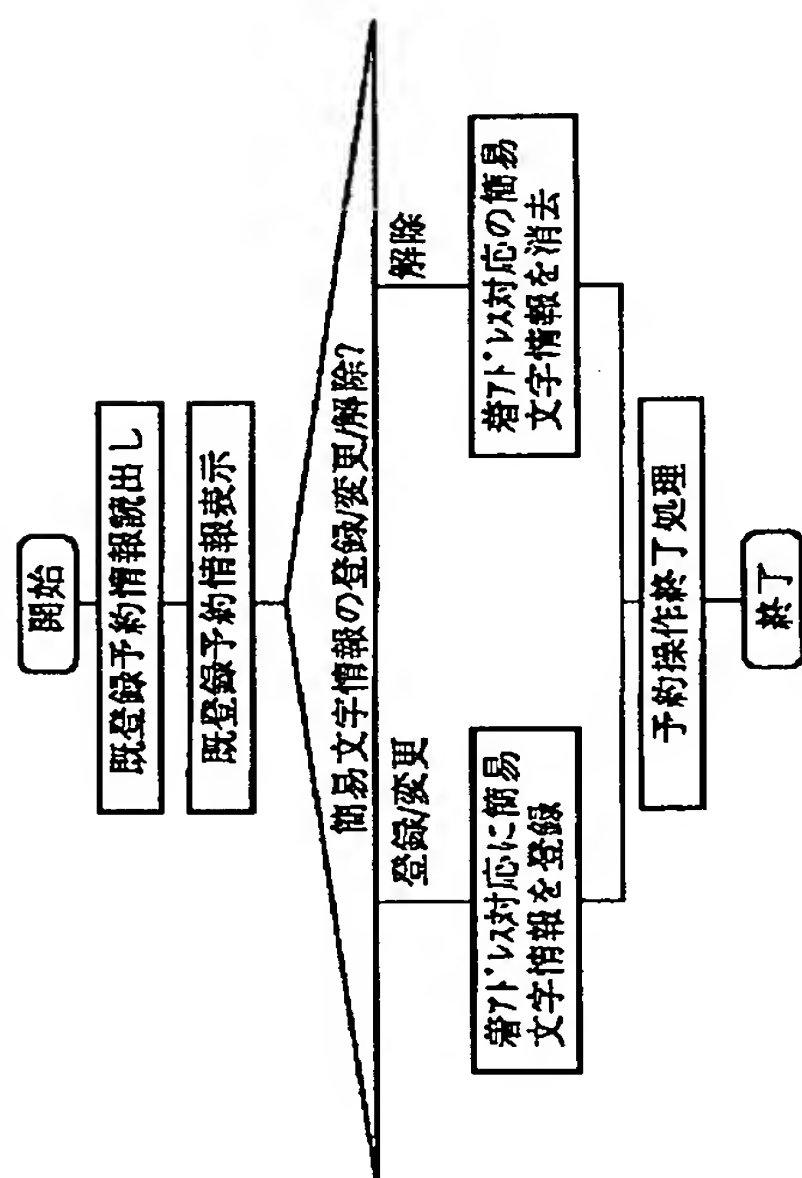 開始
既登録予約情報読出し
既登録予約情報表示
簡易文字情報の登録/変更/解除?
登録/変更
解除
着アドレス対応に簡易
文字情報を登録
着アドレス対応の簡易
文字情報を消去
予約操作終了処理
終了